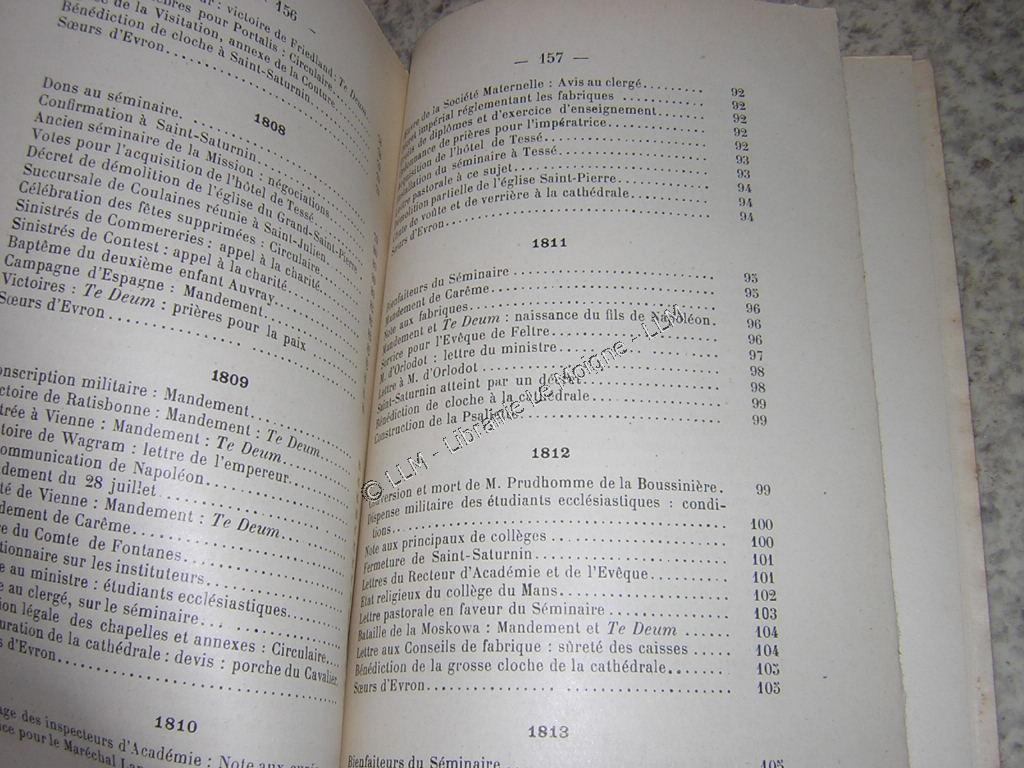 156
victoire de Friedland: Te Deum
pour Portalis : Circulaire
de la Visitation, annexe de la Couture
Bénédiction de cloche à Saint-Saturnin
Sœurs d'Evron
1808
Dons au séminaire
Confirmation à Saint-Saturnin
Ancien séminaire de la Mission : négociations
Votes pour l'acquisition de l'hôtel de Tessé
Décret de démolition de l'église du Grand-Saint-Pierre
Succursale de Coulaines réunie à Saint-Julien
Célébration des fêtes supprimées : Circulaire
Sinistrés de Commereries : appel à la charité
Sinistrés de Contest : appel à la charité
Baptême du deuxième enfant Auvray
Campagne d'Espagne : Mandement
Victoires : Te Deum : prières pour la paix
Sœurs d'Evron
1809
onscription militaire : Mandement
ctoire de Ratisbonne : Mandement : Te Deum
trée à Vienne : Mandement : Te Deum
toire de Wagram : lettre de l'empereur
communication de Napoléon
ndement du 28 juillet
té de Vienne : Mandement : Te Deum
dement de Carême
re du Comte de Fontanes
tionnaire sur les instituteurs
e au ministre : étudiants ecclésiastiques
e au clergé, sur le séminaire
ion légale des chapelles et annexes : Circulaire
uration de la cathédrale : devis : porche du Cavalier
s d'Evron
1810
age des inspecteurs d'Académie : Note aux
nce pour le Maréchal
— 157 —
de la Société Maternelle : Avis au clergé 92
impérial réglementant les fabriques 92
de diplômes et d'exercice d'enseignement 92
de prières pour l'impératrice 92
de l'hôtel de Tessé 92
du séminaire à Tessé 93
pastorale à ce sujet 93
Démolition partielle de l'église Saint-Pierre 94
de voûte et de verrière à la cathédrale 94
Sœurs d'Evron 94
1811
Bienfaiteurs du Séminaire 95
Mandement de Carême 95
Note aux fabriques 96
Mandement et Te Deum : naissance du fils de Napoléon. 96
Service pour l'Evêque de Feltre 96
M. d'Orlodot : lettre du ministre 97
Lettre à M. d'Orlodot 98
Saint-Saturnin atteint par un 98
Bénédiction de cloche à la cathédrale 99
Construction de la 99
1812
Conversion et mort de M. Prudhomme de la Boussinière. 99
Dispense militaire des étudiants ecclésiastiques : condi-
tions 100
Note aux principaux de collèges 100
Fermeture de Saint-Saturnin 101
Lettres du Recteur d'Académie et de l'Evêque 101
Etat religieux du collège du Mans 102
Lettre pastorale en faveur du Séminaire 103
Bataille de la Moskowa : Mandement et Te Deum 104
Lettre aux Conseils de fabrique : sûreté des caisses 104
Bénédiction de la grosse cloche de la cathédrale 105
Sœurs d'Evron 105
1813
Bienfaiteurs du Séminaire 105
© LLM - Librairie Le Moigne - LLM